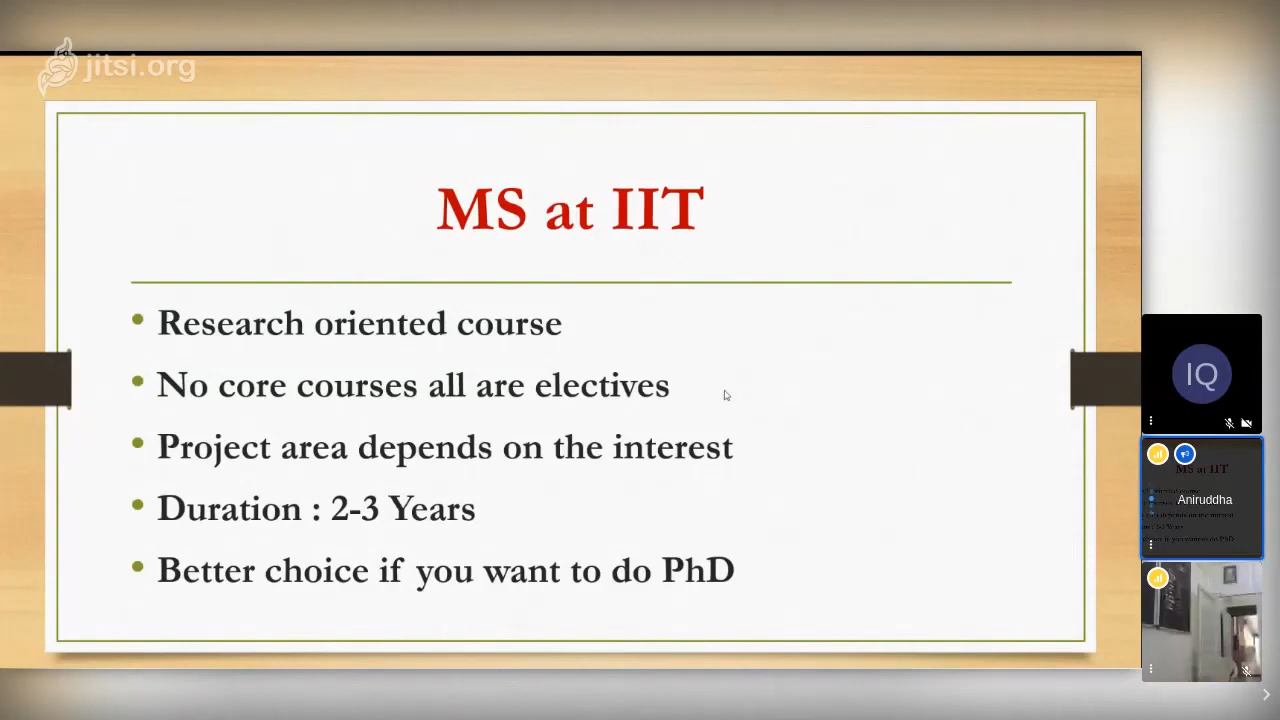 jitsi.org
MS at IIT
• Research oriented course
• No core courses all are electives
• Project area depends on the interest
• Duration : 2-3 Years
• Better choice if you want to do PhD
IQ
MS at IIT
Aniruddha